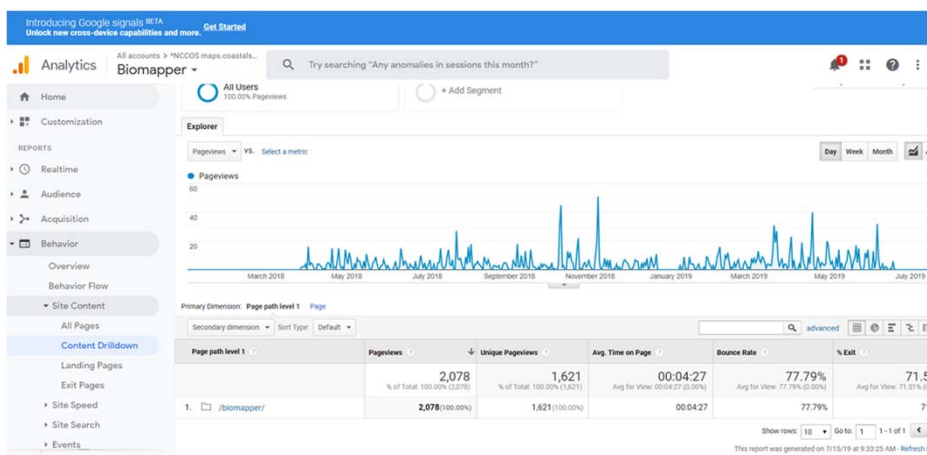 Introducing Google signals BETA
Unlock new cross-device capabilities and more. Get Started
Analytics
All accounts > *NCCOS maps.coastals...
Biomapper
Try searching "Any anomalies in sessions this month?"
1
Home
Customization
REPORTS
Realtime
Audience
Acquisition
Behavior
Overview
Behavior Flow
Site Content
All Pages
Content Drilldown
Landing Pages
Exit Pages
Site Speed
Site Search
Events
All Users
100.00% Pageviews
+ Add Segment
Explorer
Pageviews VS. Select a metric
Day Week Month
Pageviews
60
40
20
March 2018 May 2018 July 2018 September 2018 November 2018 January 2019 March 2019 May 2019 July 2019
Primary Dimension: Page path level 1 Page
Secondary dimension Sort Type: Default advanced
Page path level 1 Pageviews Unique Pageviews Avg. Time on Page Bounce Rate % Exit
2,078 1,621 00:04:27 77.79% 71.5
% of Total: 100.00% (2,078) % of Total: 100.00% (1,621) Avg for View: 00:04:27 (0.00%) Avg for View: 77.79% (0.00%) Avg for View: 71.51% (0
1. /biomapper/ 2,078(100.00%) 1,621(100.00%) 00:04:27 77.79% 7
Show rows: 10 Go to: 1 1 - 1 of 1
This report was generated on 7/15/19 at 9:33:25 AM - Refresh